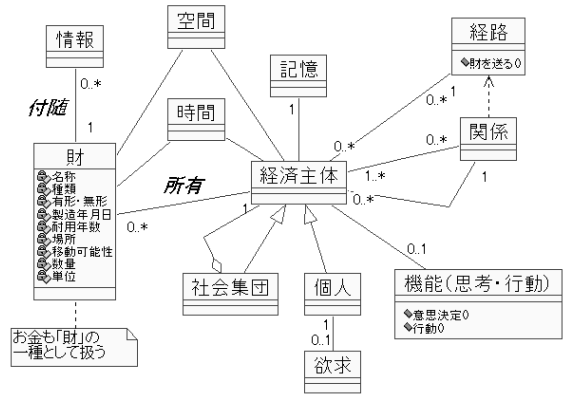 空間
情報
経路
財を送る()
記憶
0..*
付随
時間
1
1
0..*
1
0..*
関係
財
0..*
名称
種類
有形・無形
製造年月日
耐用年数
場所
移動可能性
数量
単位
所有
経済主体
1..*
1
0..*
0..*
1
0..1
社会集団
個人
機能(思考・行動)
意思決定()
行動()
1
0..1
欲求
お金も「財」の
一種として扱う